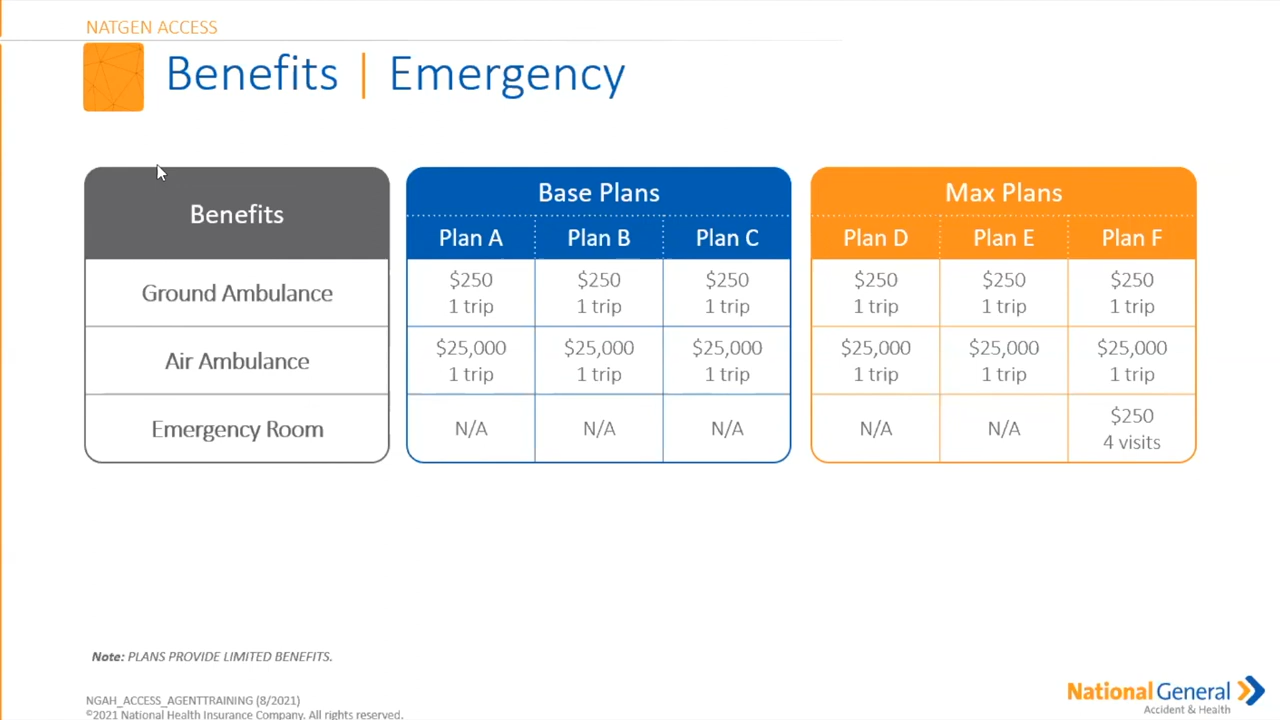 NATGEN ACCESS
Benefits | Emergency
Benefits
Base Plans
Max Plans
Plan A Plan B Plan C Plan D Plan E Plan F
Ground Ambulance
$250 $250 $250 $250 $250 $250
1 trip 1 trip 1 trip 1 trip 1 trip 1 trip
Air Ambulance
$25,000 $25,000 $25,000 $25,000 $25,000 $25,000
1 trip 1 trip 1 trip 1 trip 1 trip 1 trip
Emergency Room
N/A N/A N/A N/A N/A $250
4 visits
Note: PLANS PROVIDE LIMITED BENEFITS.
NGAH_ACCESS_AGENTTRAINING (8/2021)
©2021 National Health Insurance Company. All rights reserved.
National General
Accident & Health